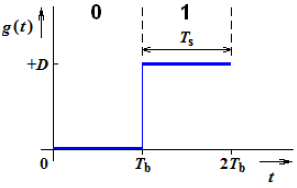 0 1
g(t)
T_s
+D
0 T_b 2T_b t